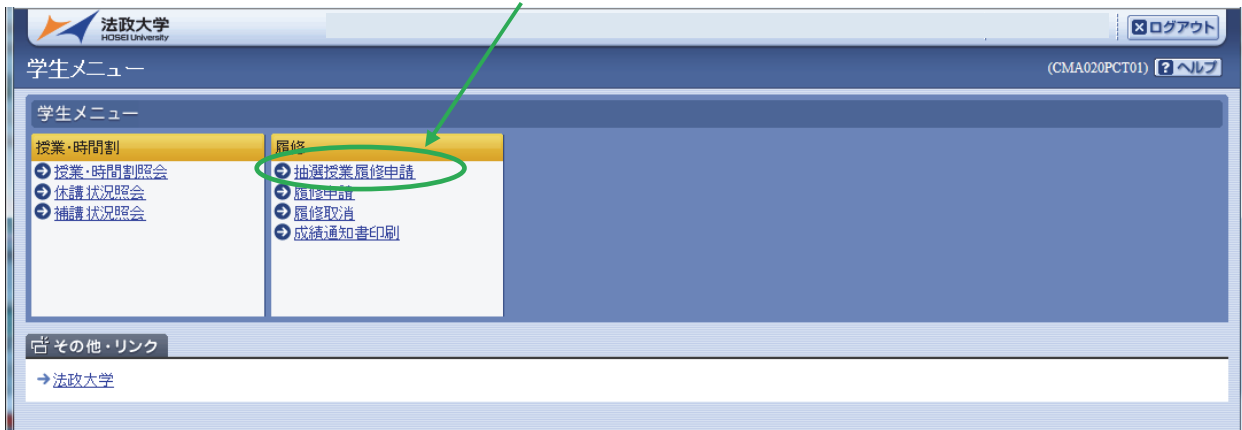 法政大学
HOSEI University
ログアウト
学生メニュー
(CMA020PCT01) ? ヘルプ
学生メニュー
授業・時間割
授業・時間割照会
休講状況照会
補講状況照会
履修
抽選授業履修申請
履修申請
履修取消
成績通知書印刷
その他・リンク
法政大学